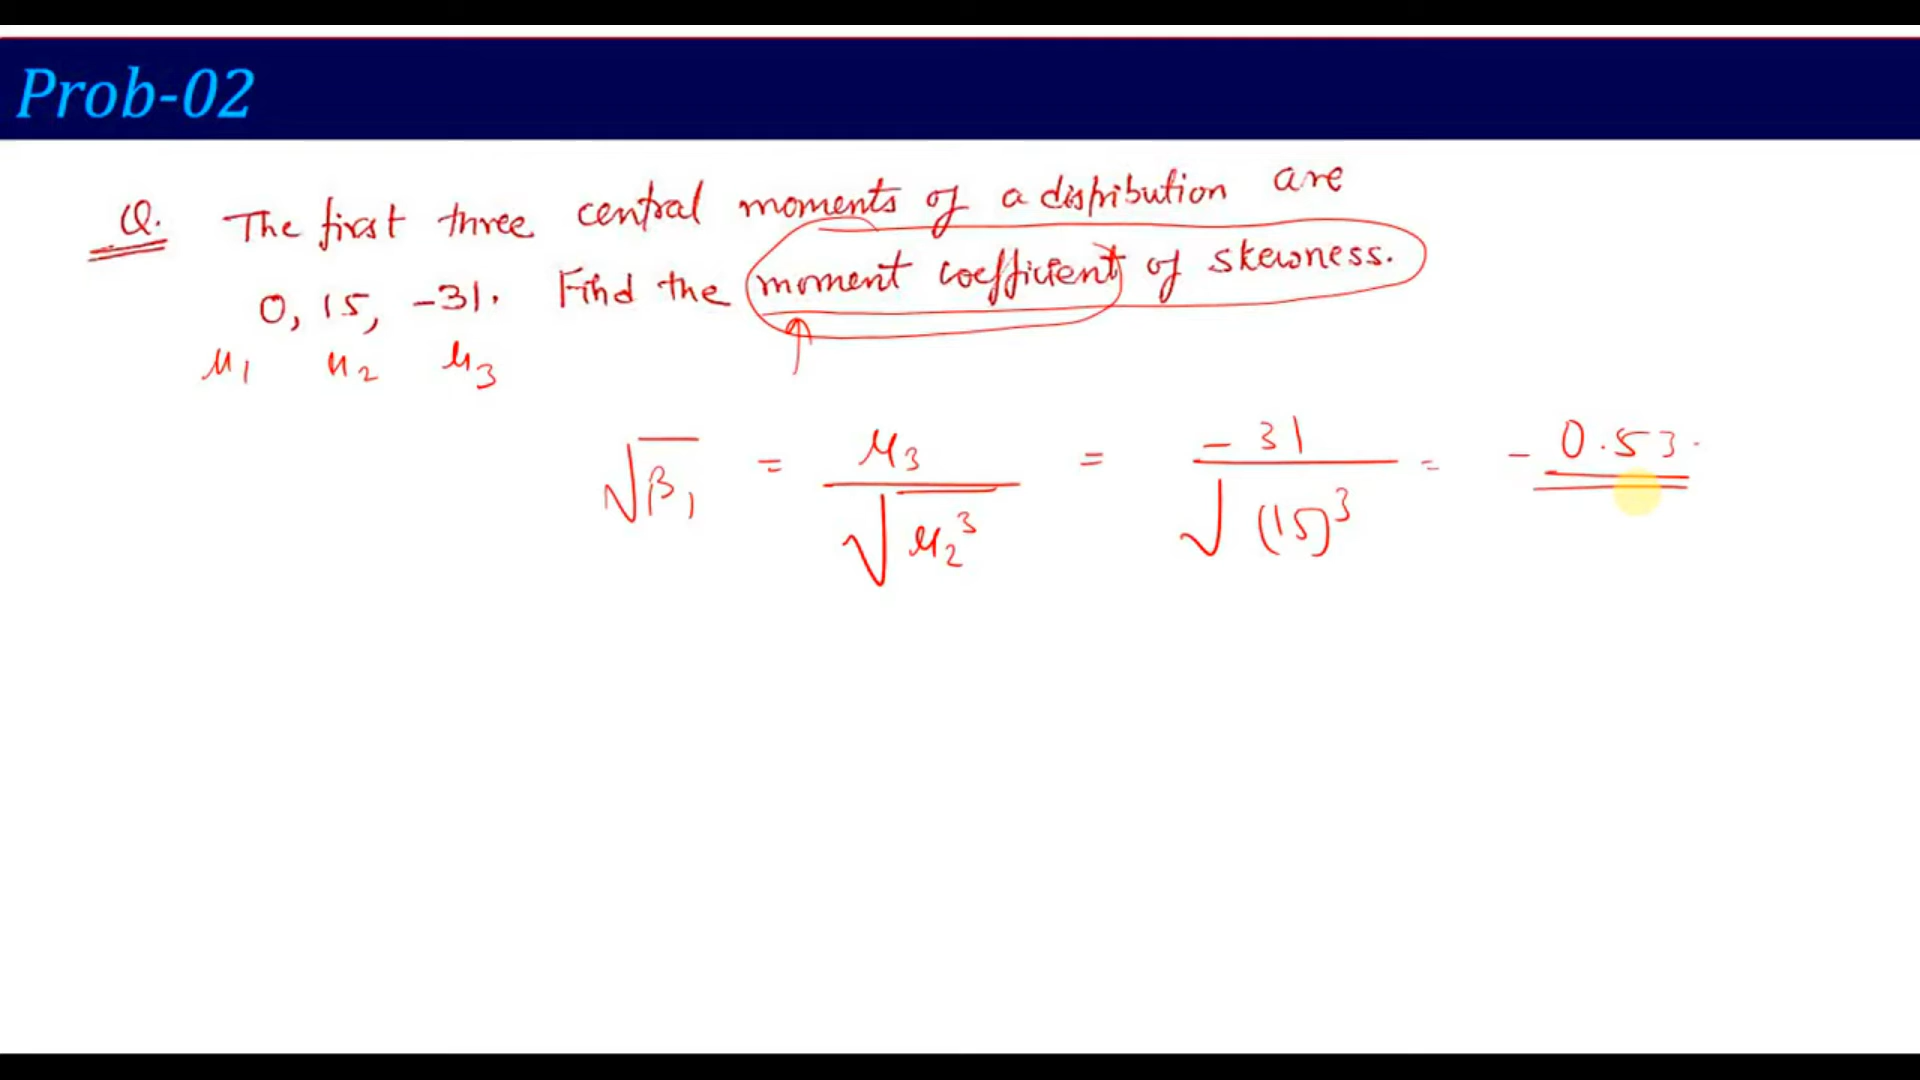 Prob-02
Q. The first three central moments of a distribution are
0, 15, -31. Find the moment coefficient of skewness.
μ1 μ2 μ3
√β1 = μ3/√μ2^3 = -31/√(15)^3 = - 0.53.